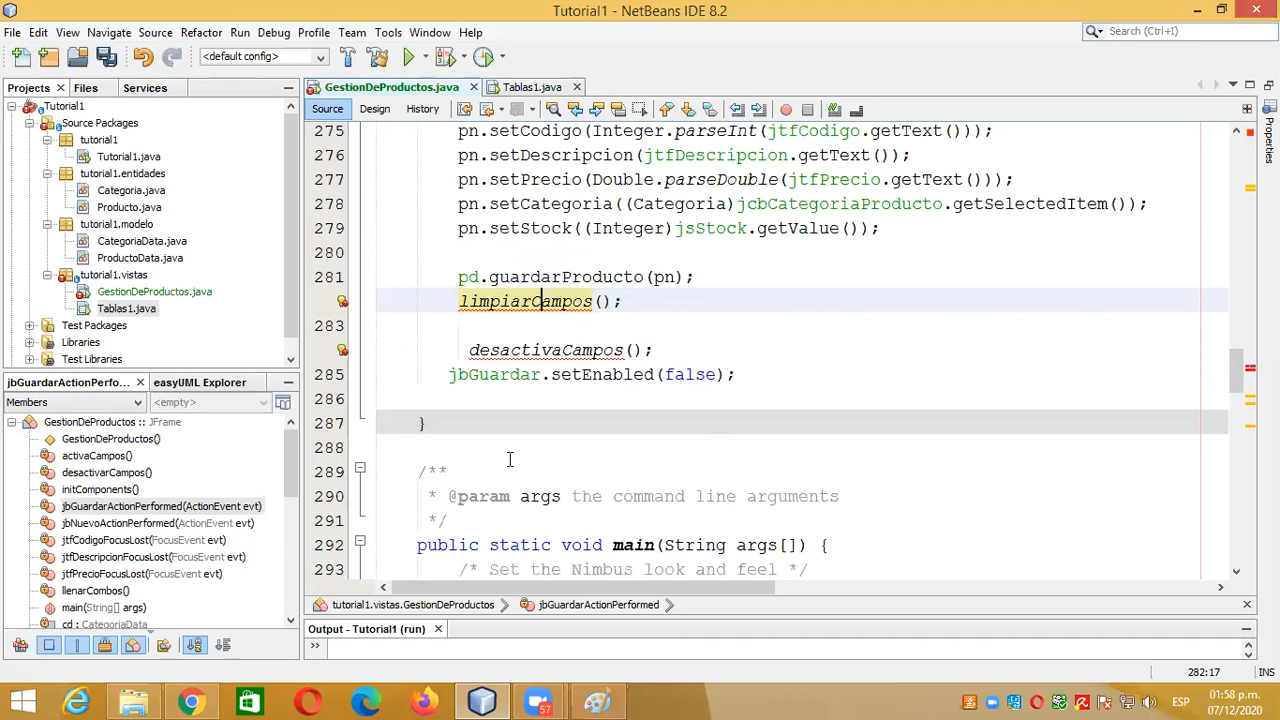 Tutorial1 - NetBeans IDE 8.2
File Edit View Navigate Source Refactor Run Debug Profile Team Tools Window Help
Search (Ctrl+I)
<default config>
Projects Files Services
GestionDeProductos.java Tablas1.java
Source Design History
Tutorial1
Source Packages
tutorial1
Tutorial1.java
tutorial1.entidades
Categoria.java
Producto.java
tutorial1.modelo
CategoriaData.java
ProductoData.java
tutorial1.vistas
GestionDeProductos.java
Tablas1.java
Test Packages
Libraries
Test Libraries
275 pn.setCodigo(Integer.parseInt(jtfCodigo.getText()));
276 pn.setDescripcion(jtfDescripcion.getText());
277 pn.setPrecio(Double.parseDouble(jtfPrecio.getText()));
278 pn.setCategoria((Categoria)jcbCategoriaProducto.getSelectedItem());
279 pn.setStock((Integer)jsStock.getValue());
280
281 pd.guardarProducto(pn);
limpiarCampos();
283
desactivaCampos();
285 jbGuardar.setEnabled(false);
286
287 }
288
289 /**
290 * @param args the command line arguments
291 */
292 public static void main(String args[]) {
293 /* Set the Nimbus look and feel */
Properties
jbGuardarActionPerfo... easyUML Explorer
Members <empty>
GestionDeProductos :: JFrame
GestionDeProductos()
activaCampos()
desactivarCampos()
initComponents()
jbGuardarActionPerformed(ActionEvent evt)
jbNuevoActionPerformed(ActionEvent evt)
jtfCodigoFocusLost(FocusEvent evt)
jtfDescripcionFocusLost(FocusEvent evt)
jtfPrecioFocusLost(FocusEvent evt)
llenarCombos()
main(String[] args)
cd : CategoriaData
tutorial1.vistas.GestionDeProductos jbGuardarActionPerformed
Output - Tutorial1 (run)
282:17 INS
57
ESP
01:58 p.m.
07/12/2020